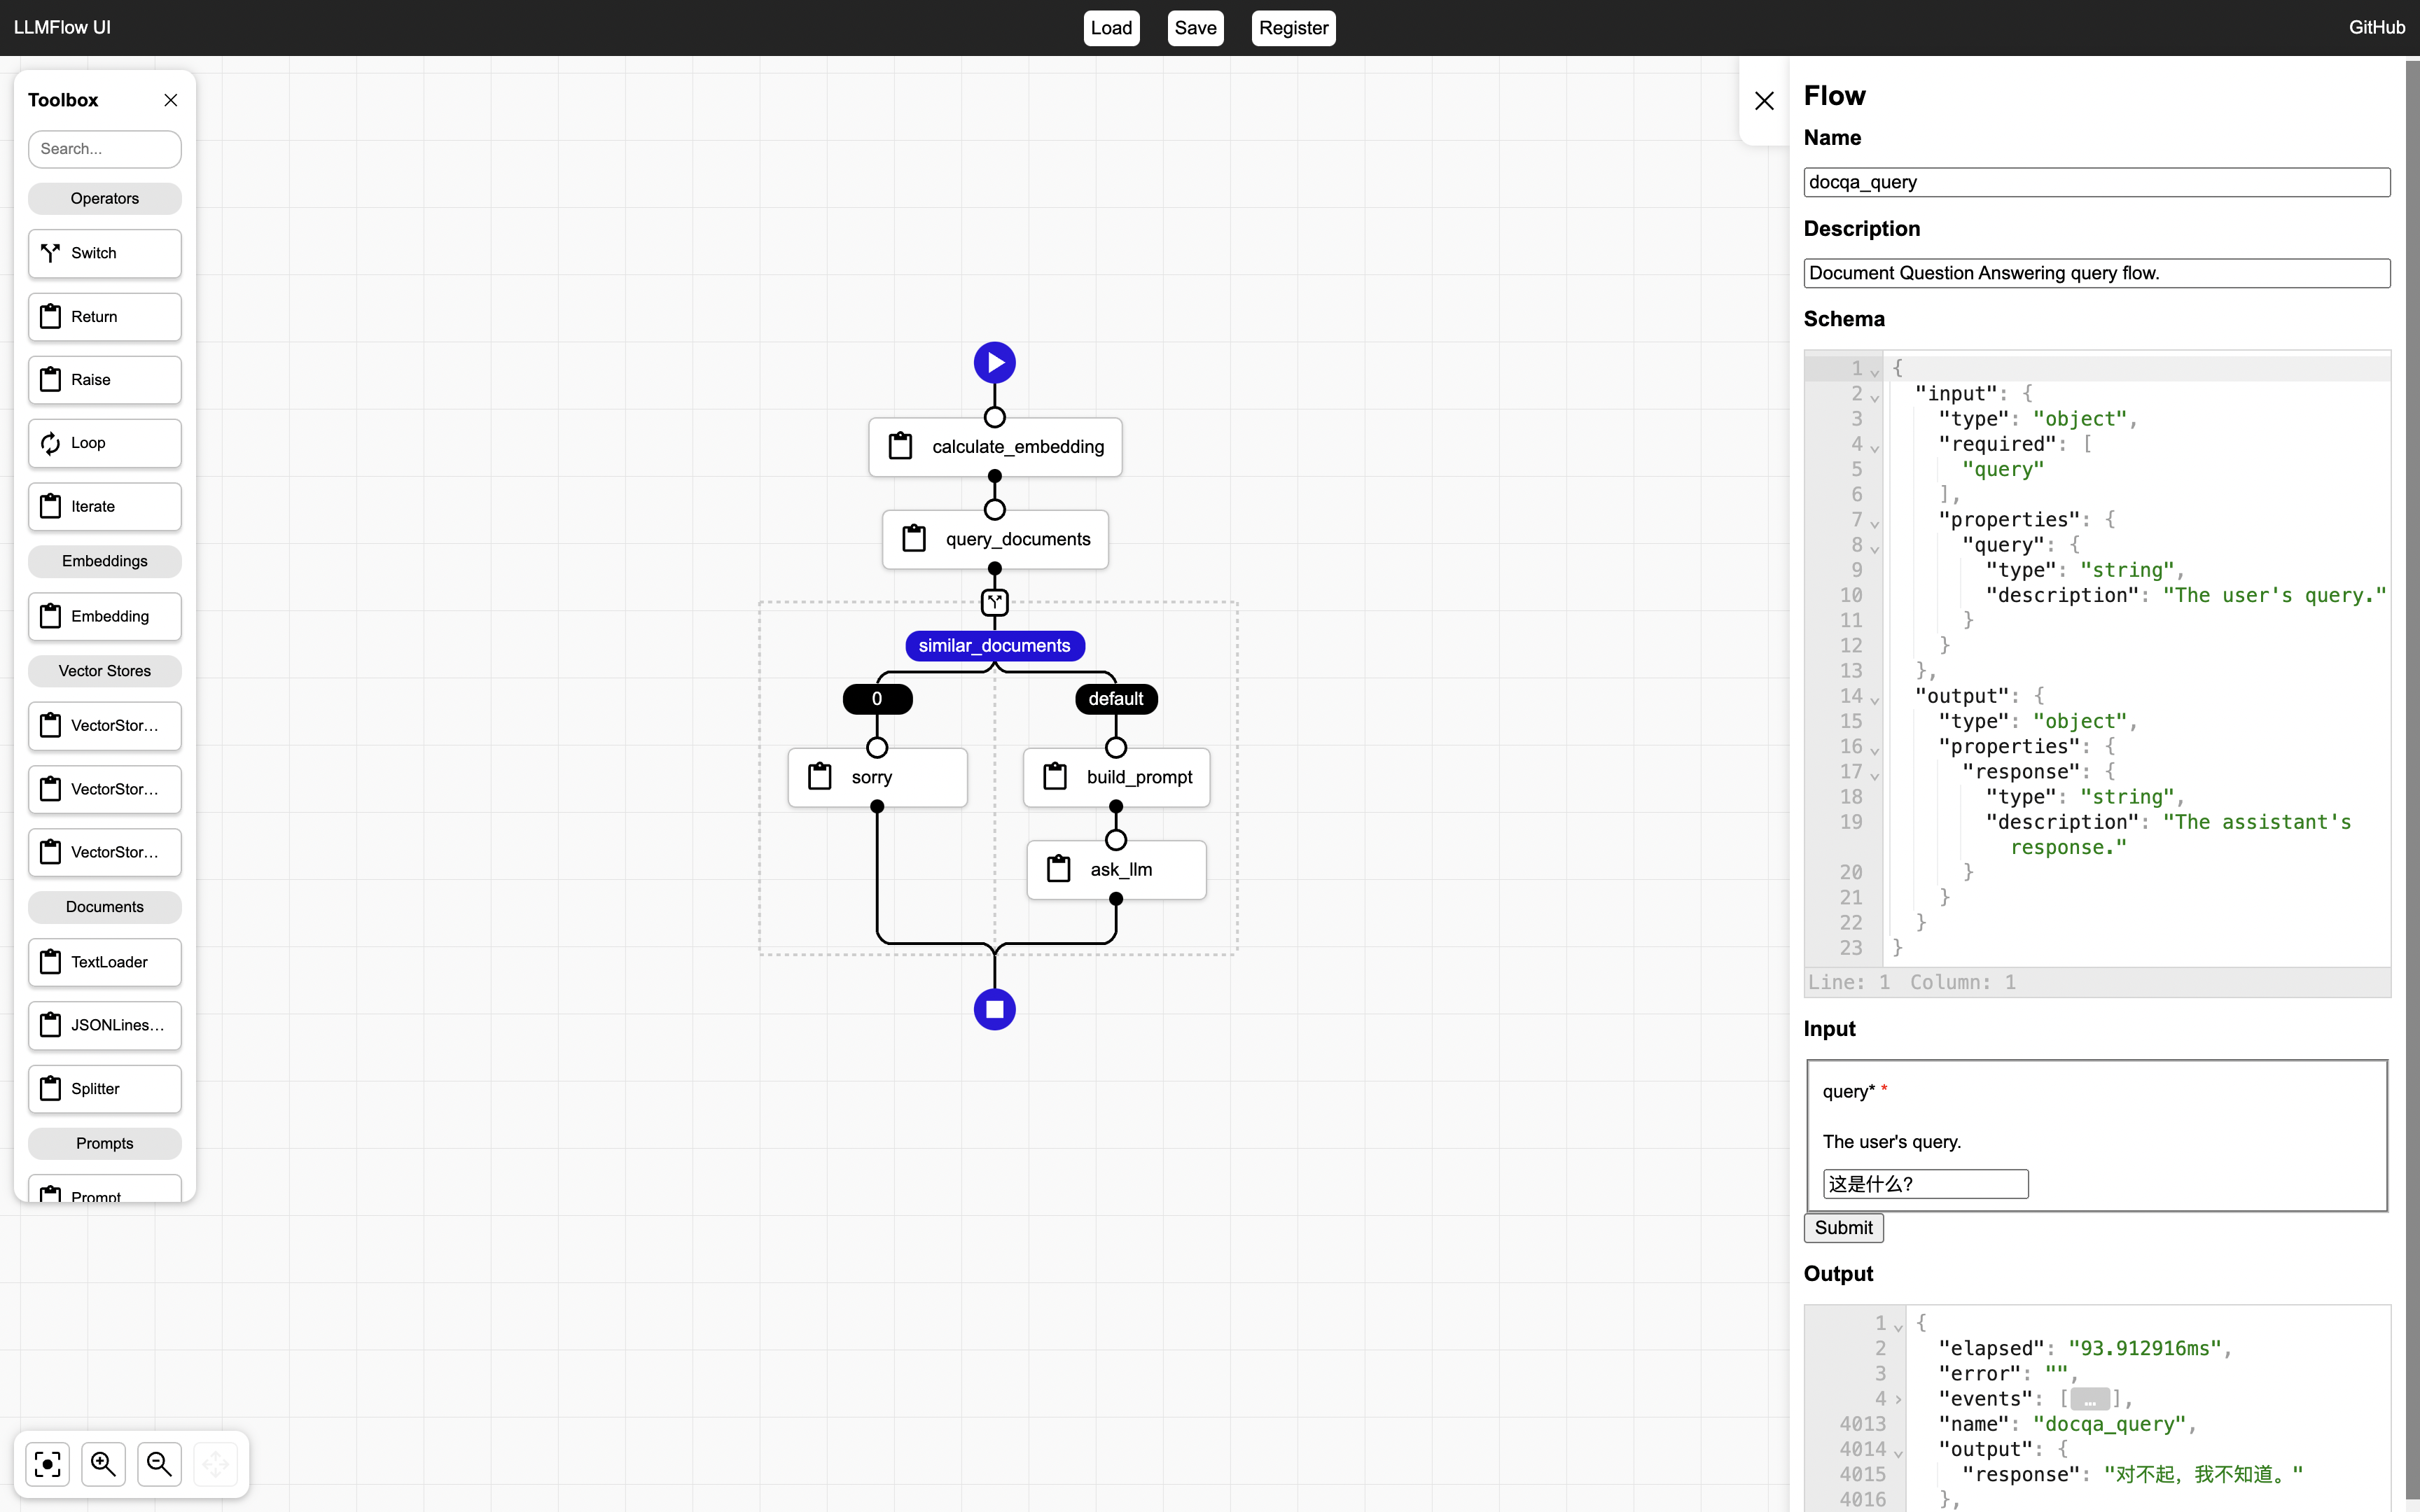 LLMFlow UI
Load
Save
Register
GitHub
Toolbox
Search...
Operators
Switch
Return
Raise
Loop
Iterate
Embeddings
Embedding
Vector Stores
VectorStor...
VectorStor...
VectorStor...
Documents
TextLoader
JSONLines...
Splitter
Prompts
Prompt
calculate_embedding
query_documents
similar_documents
0
default
sorry
build_prompt
ask_llm
Flow
Name
docqa_query
Description
Document Question Answering query flow.
Schema
1 {
2 "input": {
3 "type": "object",
4 "required": [
5 "query"
6 ],
7 "properties": {
8 "query": {
9 "type": "string",
10 "description": "The user's query."
11 }
12 }
13 },
14 "output": {
15 "type": "object",
16 "properties": {
17 "response": {
18 "type": "string",
19 "description": "The assistant's
response."
20 }
21 }
22 }
23 }
Line: 1 Column: 1
Input
query* *
The user's query.
这是什么?
Submit
Output
1 {
2 "elapsed": "93.912916ms",
3 "error": "",
4 "events": [...],
4013 "name": "docqa_query",
4014 "output": {
4015 "response": "对不起，我不知道。"
4016 },